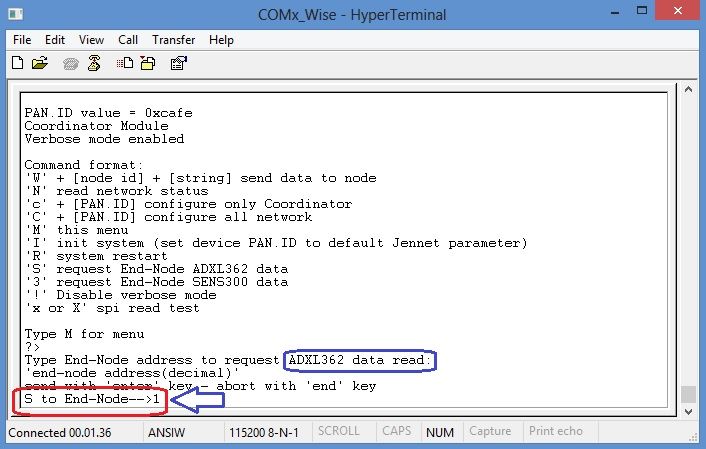 COMx_Wise - HyperTerminal
File Edit View Call Transfer Help
PAN.ID value = 0xcafe
Coordinator Module
Verbose mode enabled
Command format:
'W' + [node id] + [string] send data to node
'N' read network status
'c' + [PAN.ID] configure only Coordinator
'C' + [PAN.ID] configure all network
'M' this menu
'I' init system (set device PAN.ID to default Jennet parameter)
'R' system restart
'S' request End-Node ADXL362 data
'3' request End-Node SENS300 data
'!' Disable verbose mode
'x or X' spi read test
Type M for menu
?>
Type End-Node address to request ADXL362 data read:
'end-node address(decimal)'
send with 'enter' key - abort with 'end' key
S to End-Node-->1
Connected 00.01.36 ANSIW 115200 8-N-1 SCROLL CAPS NUM Capture Print echo